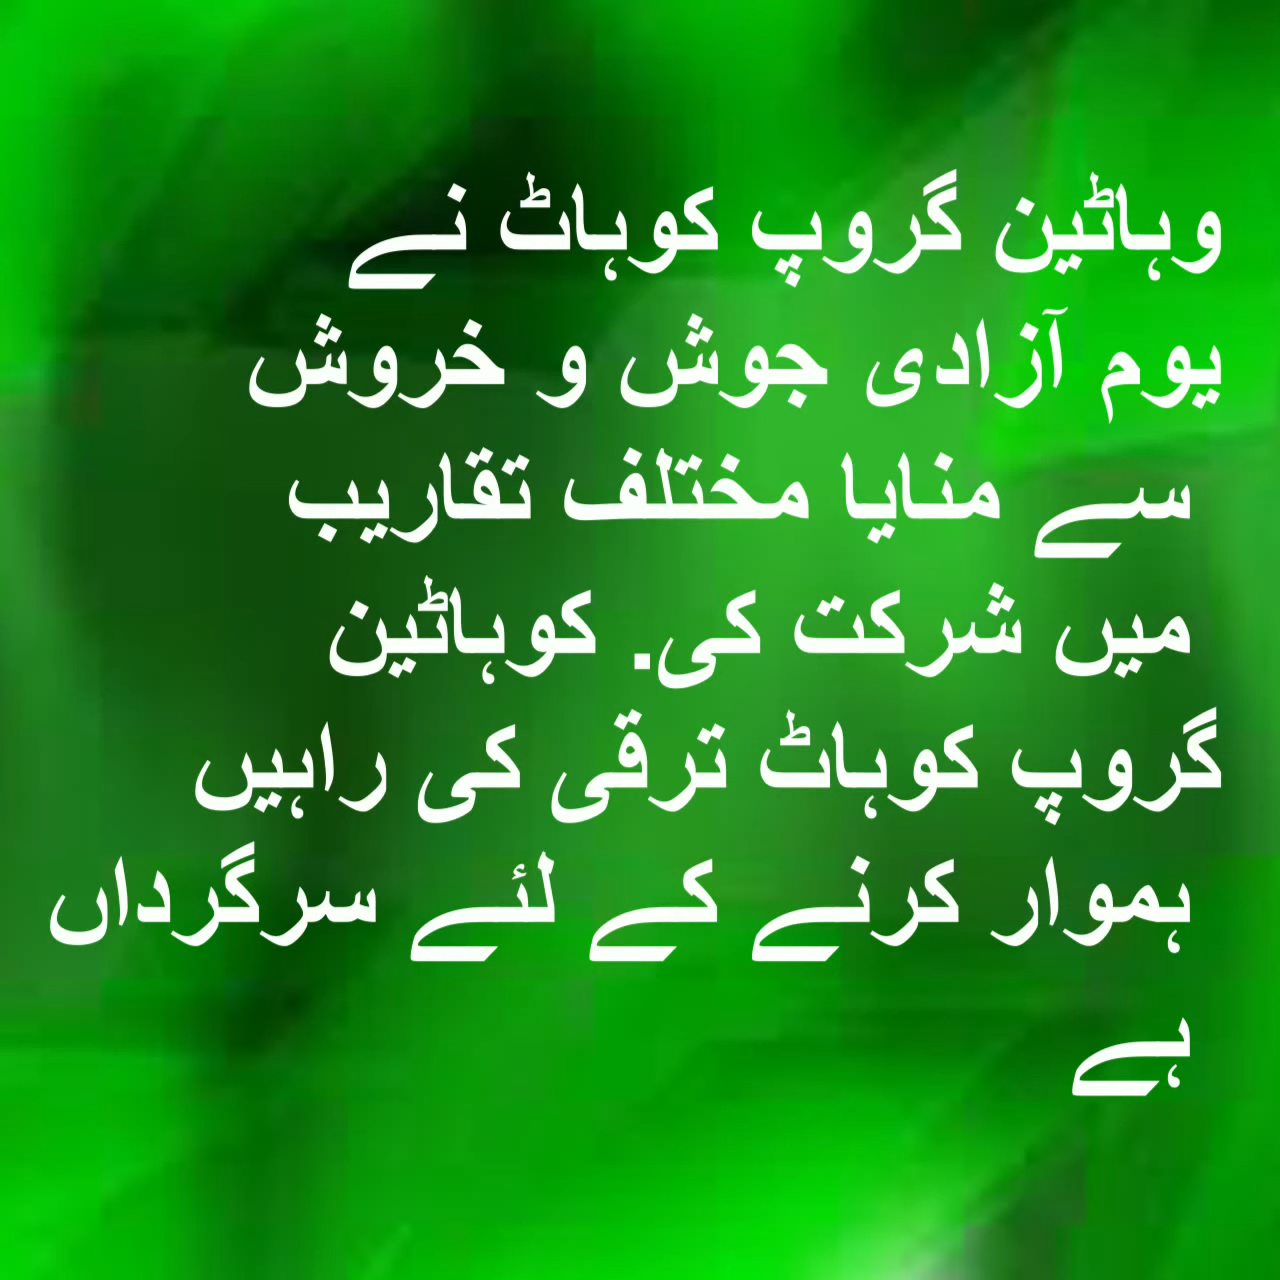 وہاٹین گروپ کوہاٹ نے
یوم آزادی جوش و خروش
سے منایا مختلف تقاریب
میں شرکت کی. کوہاٹین
گروپ کوہاٹ ترقی کی راہیں
ہموار کرنے کے لئے سرگرداں
ہے